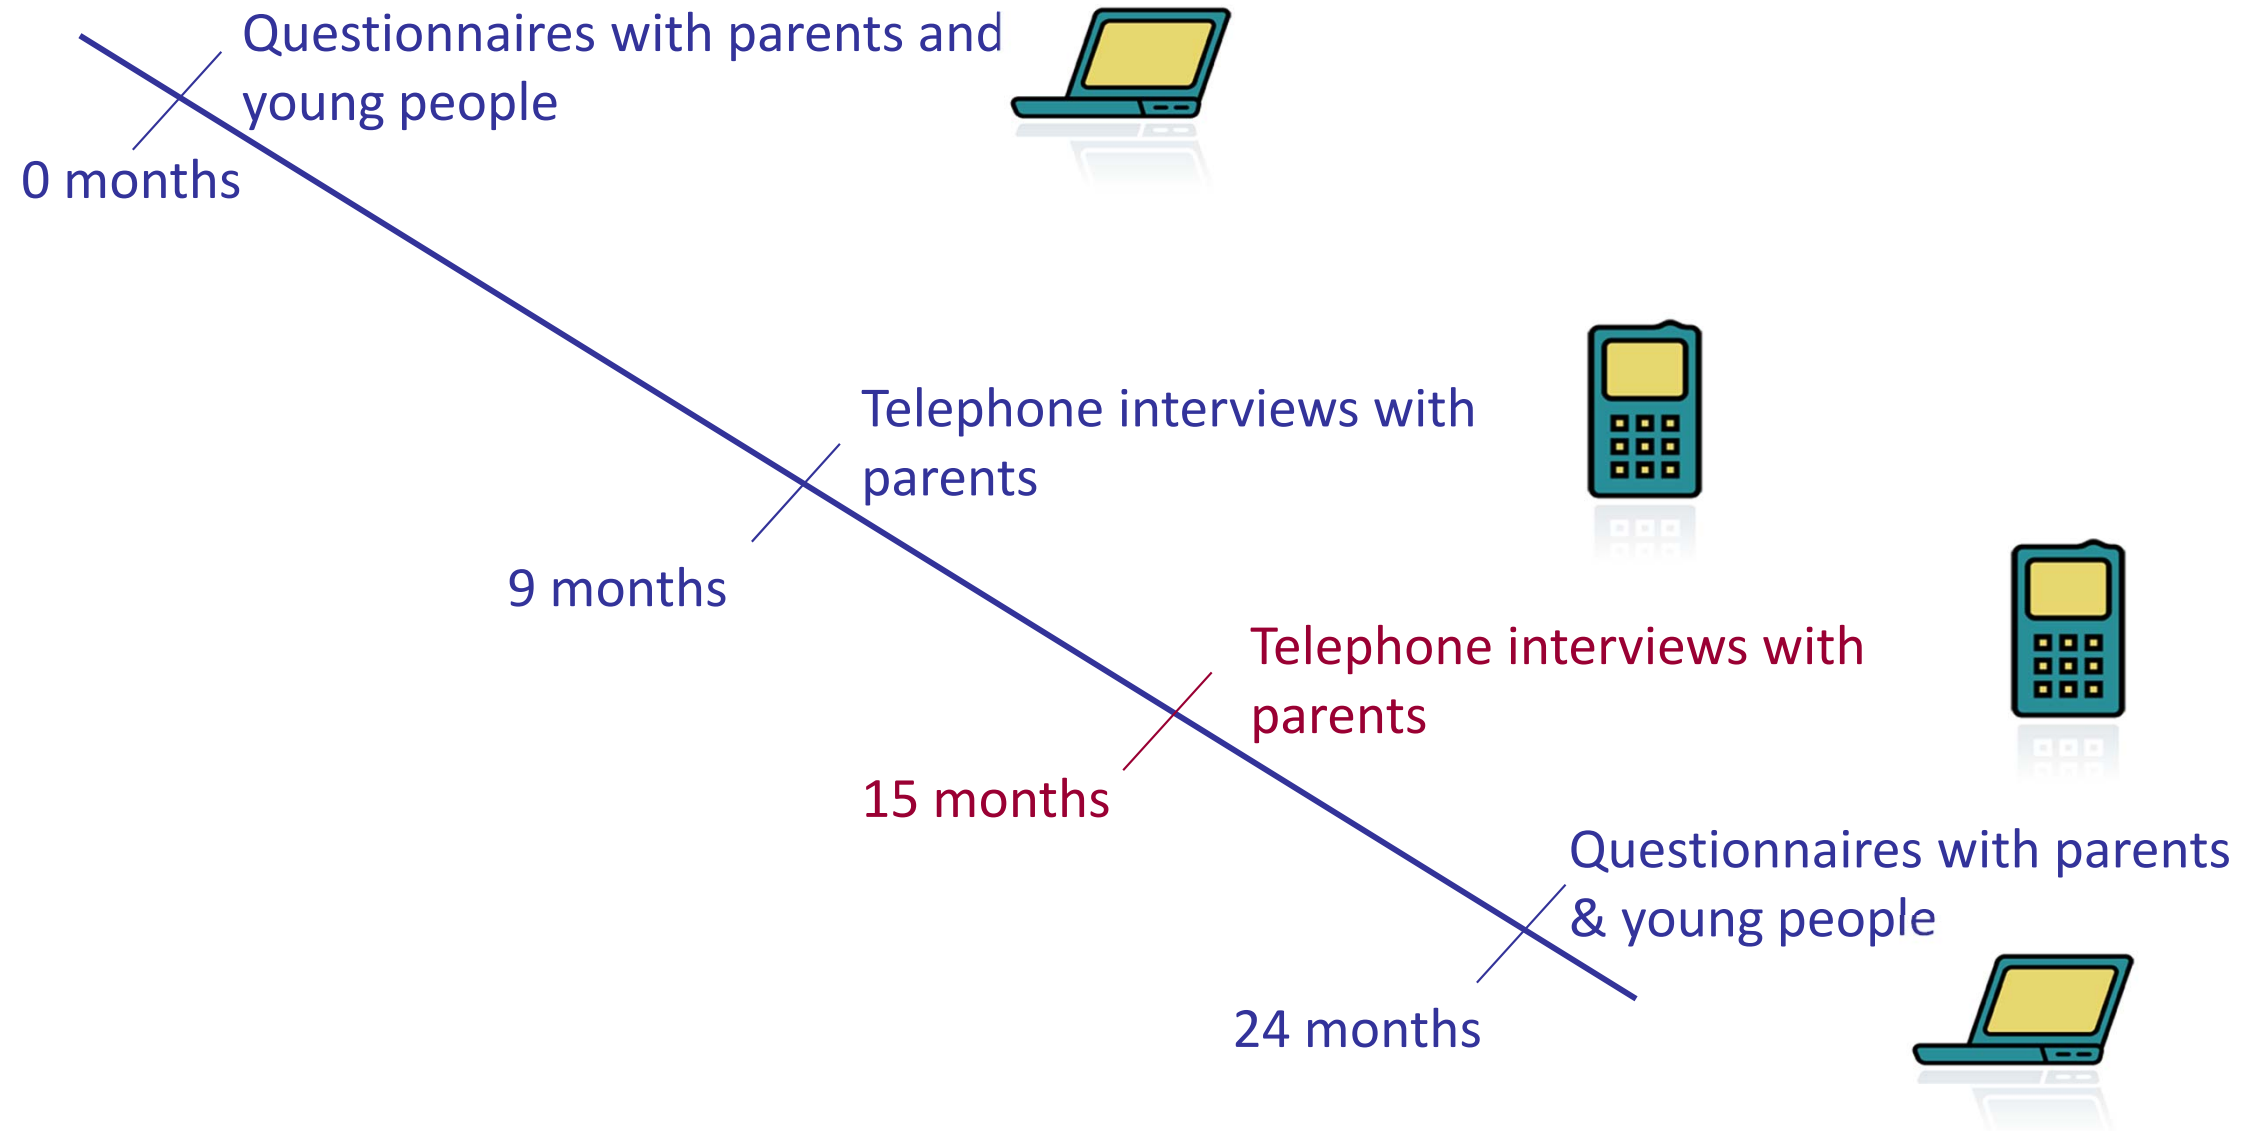 Questionnaires with parents and
young people
0 months
Telephone interviews with
parents
9 months
Telephone interviews with
parents
15 months
Questionnaires with parents
& young people
24 months